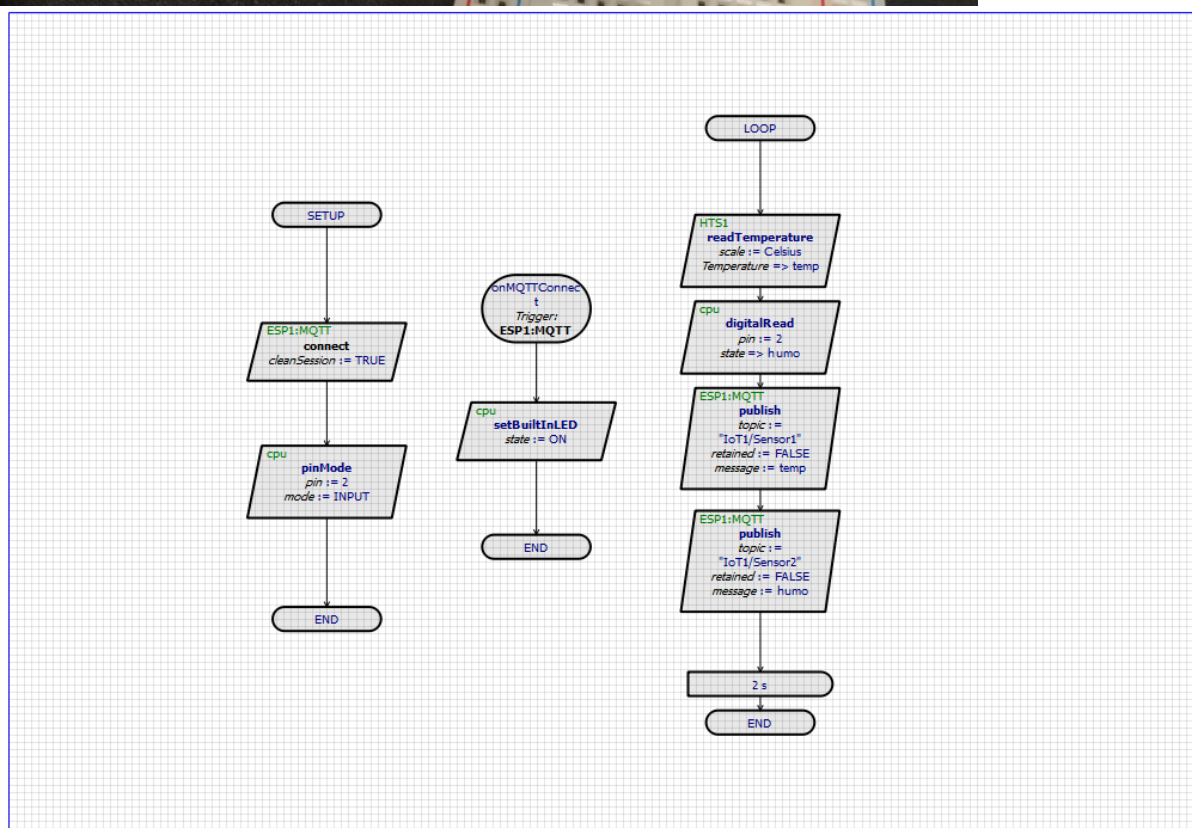 SETUP
ESP1:MQTT
connect
cleanSession := TRUE
cpu
pinMode
pin := 2
mode := INPUT
END
onMQTTConnec
t
Trigger:
ESP1:MQTT
cpu
setBuiltInLED
state := ON
END
LOOP
HTS1
readTemperature
scale := Celsius
Temperature => temp
cpu
digitalRead
pin := 2
state => humo
ESP1:MQTT
publish
topic :=
"IoT1/Sensor1"
retained := FALSE
message := temp
ESP1:MQTT
publish
topic :=
"IoT1/Sensor2"
retained := FALSE
message := humo
2 s
END